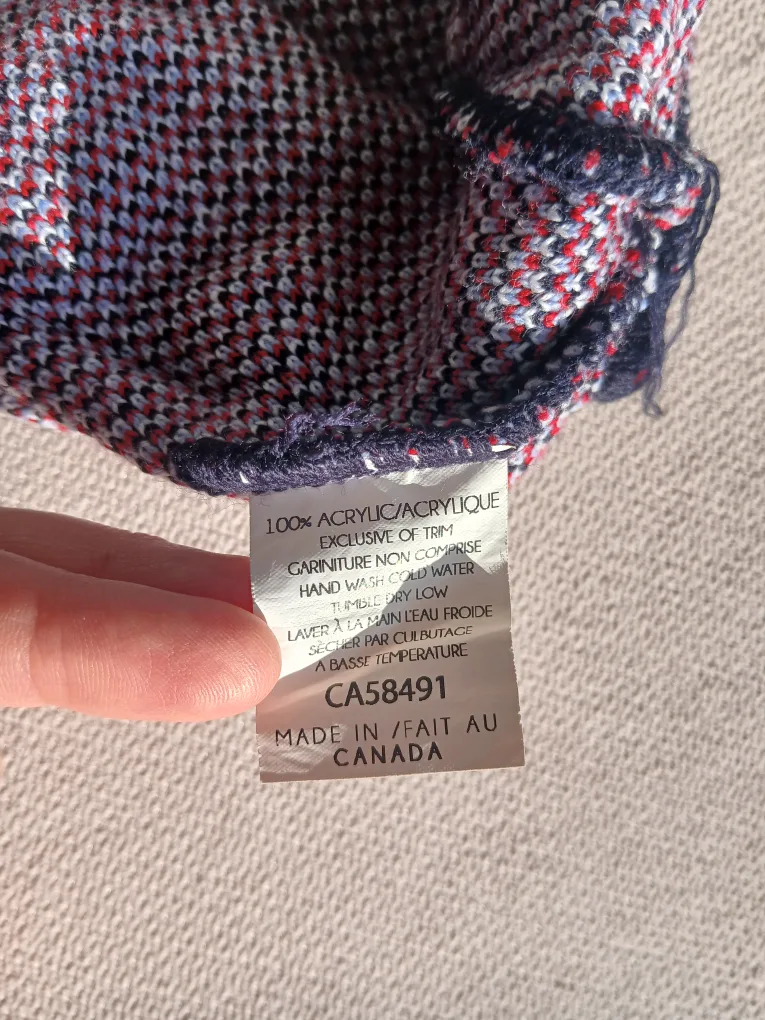 100% ACRYLIC/ACRYLIQUE
EXCLUSIVE OF TRIM
GARINITURE NON COMPRISE
HAND WASH COLD WATER
TUMBLE DRY LOW
LAVER À LA MAIN L'EAU FROIDE
SÈCHER PAR CULBUTAGE
A BASSE TEMPERATURE
CA58491
MADE IN /FAIT AU
CANADA